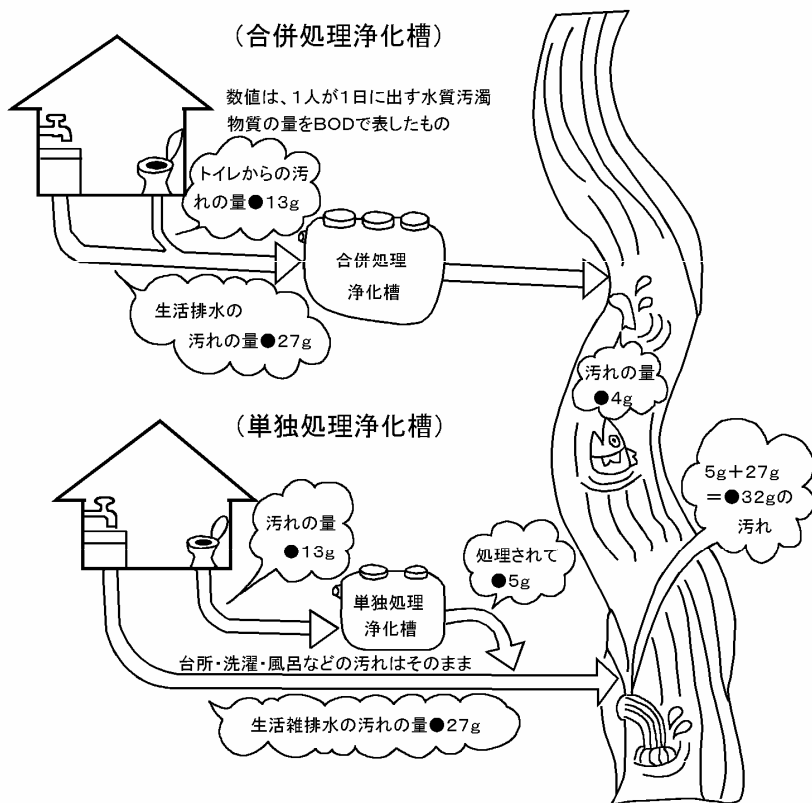 （合併処理浄化槽）
数値は、１人が１日に出す水質汚濁
物質の量をＢＯＤで表したもの
トイレからの汚
れの量●13g
合併処理
浄化槽
生活排水の
汚れの量●27g
汚れの量
●4g
（単独処理浄化槽）
汚れの量
●13g
処理されて
●5g
単独処理
浄化槽
5g＋27g
＝●32gの
汚れ
台所・洗濯・風呂などの汚れはそのまま
生活雑排水の汚れの量●27g